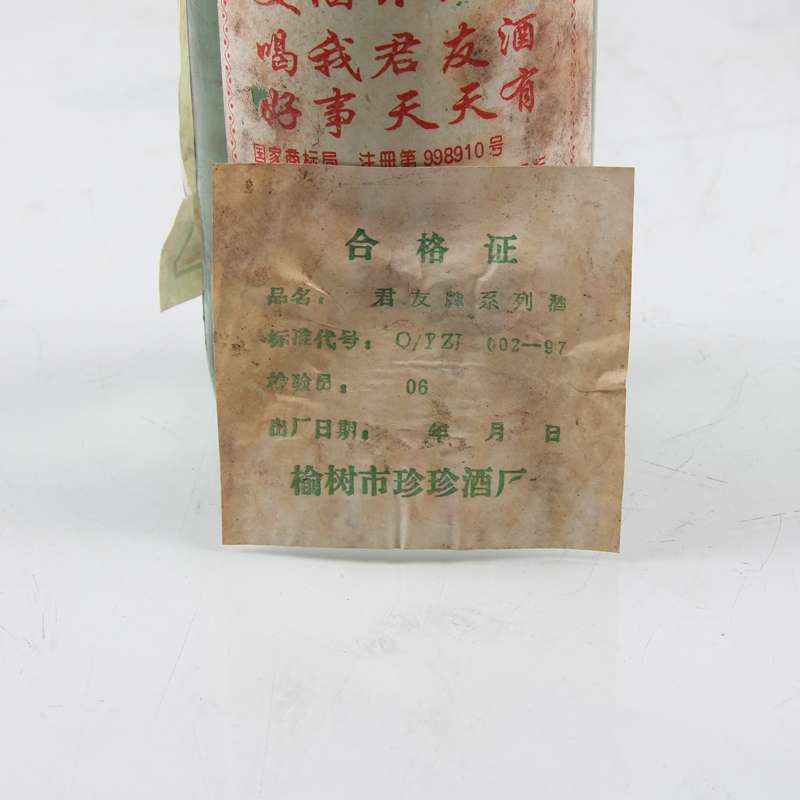 喝我君友酒
好事天天有
国家商标局 注册第998910号
合格证
品名: 君友牌系列酒
标准代号: Q/YZJ 002—97
检验员: 06
出厂日期: 年 月 日
榆树市珍珍酒厂